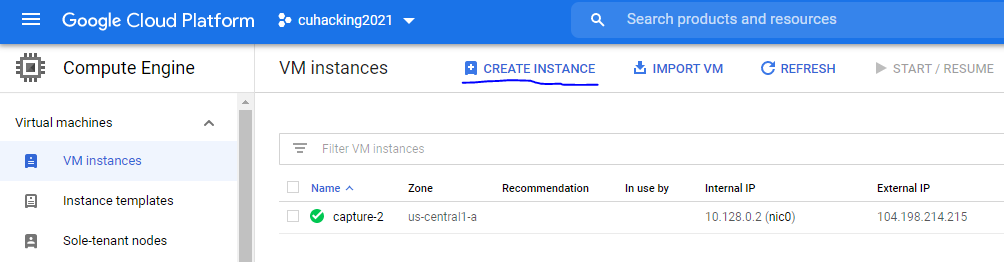 Google Cloud Platform cuhacking2021 Search products and resources
Compute Engine VM instances CREATE INSTANCE IMPORT VM REFRESH START / RESUME
Virtual machines
VM instances
Instance templates
Sole-tenant nodes
Filter VM instances
Name Zone Recommendation In use by Internal IP External IP
capture-2 us-central1-a 10.128.0.2 (nic0) 104.198.214.215